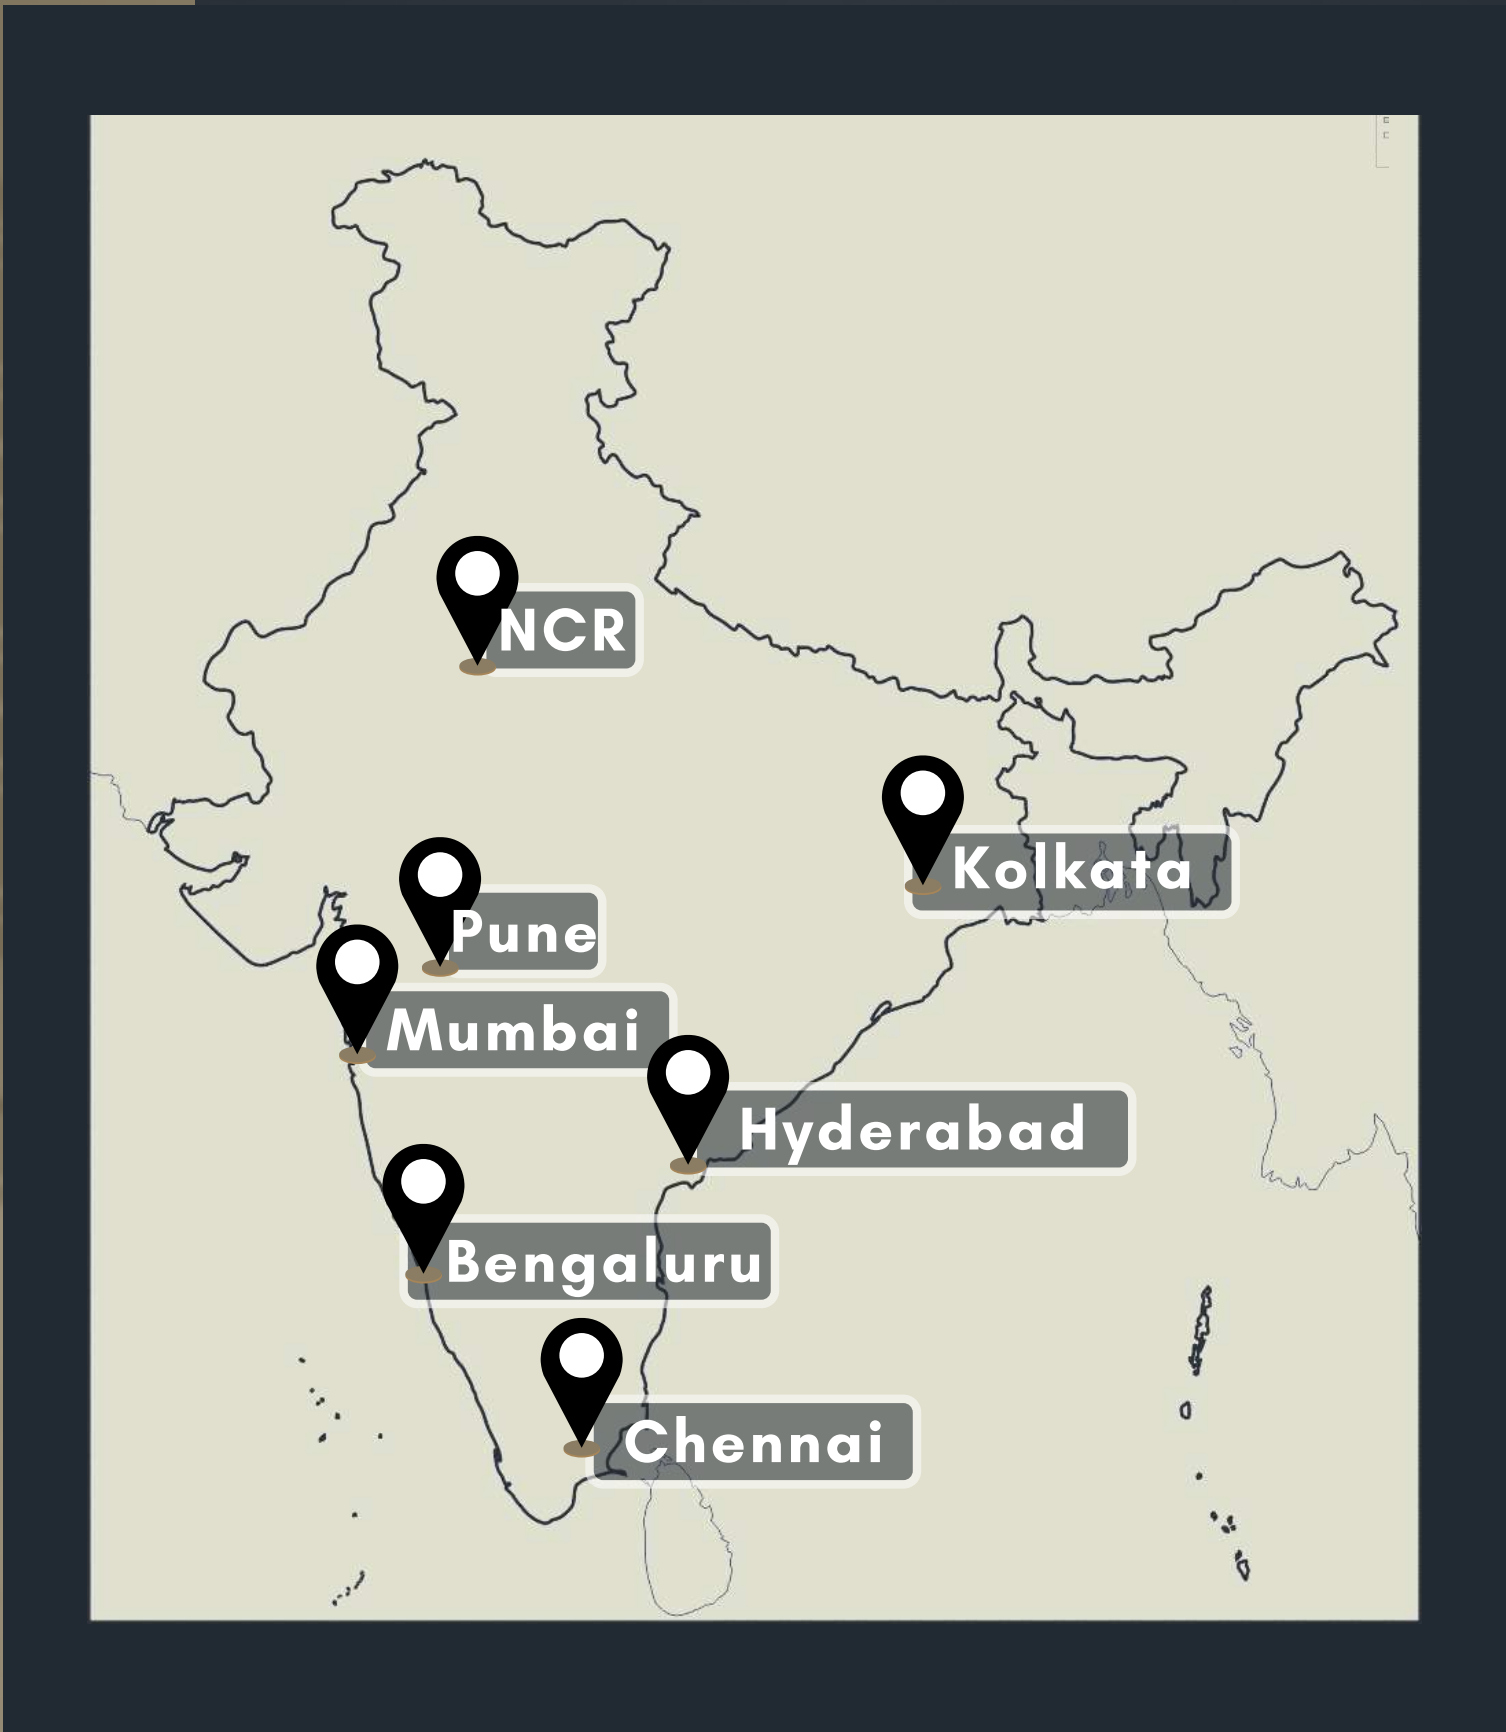 NCR
Kolkata
Pune
Mumbai
Hyderabad
Bengaluru
Chennai